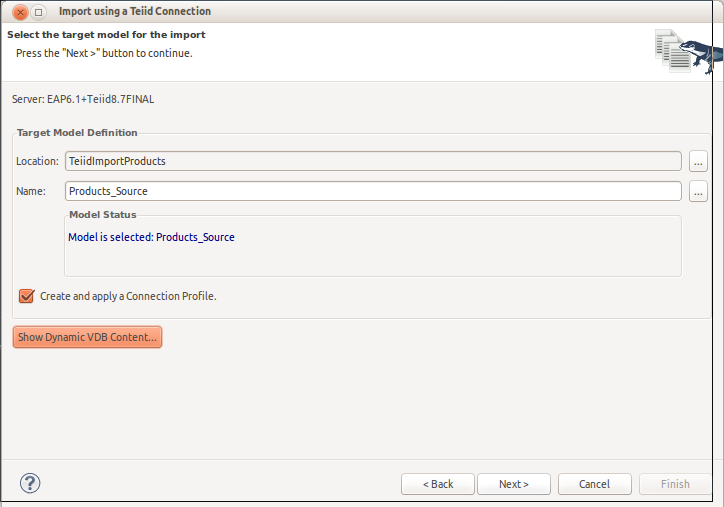 Import using a Teiid Connection
Select the target model for the import
Press the "Next >" button to continue.
Server: EAP6.1+Teiid8.7FINAL
Target Model Definition
Location: TeiidImportProducts ...
Name: Products_Source ...
Model Status
Model is selected: Products_Source
Create and apply a Connection Profile.
Show Dynamic VDB Content...
? < Back Next > Cancel Finish